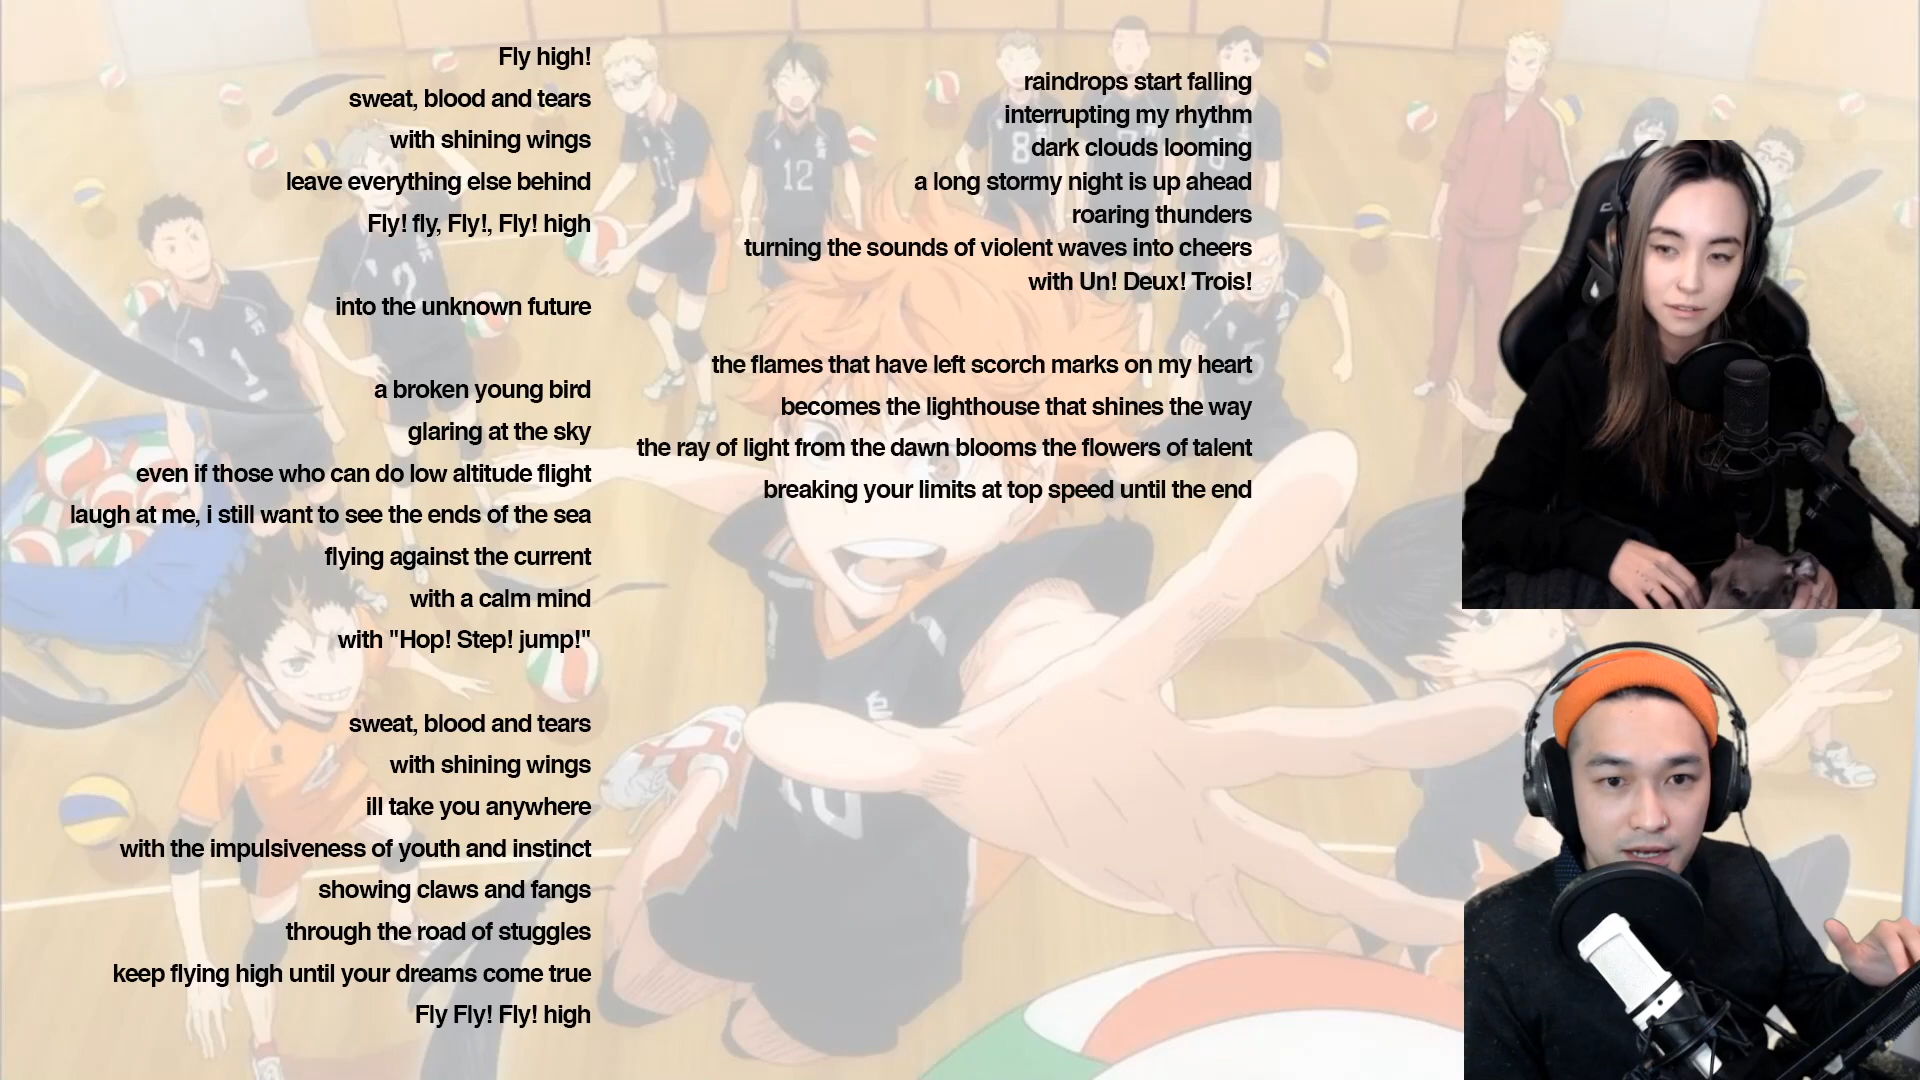 Fly high!
sweat, blood and tears
with shining wings
leave everything else behind
Fly! fly, Fly!, Fly! high
into the unknown future
a broken young bird
glaring at the sky
even if those who can do low altitude flight
laugh at me, i still want to see the ends of the sea
flying against the current
with a calm mind
with "Hop! Step! jump!"
sweat, blood and tears
with shining wings
ill take you anywhere
with the impulsiveness of youth and instinct
showing claws and fangs
through the road of stuggles
keep flying high until your dreams come true
Fly Fly! Fly! high
raindrops start falling
interrupting my rhythm
dark clouds looming
a long stormy night is up ahead
roaring thunders
turning the sounds of violent waves into cheers
with Un! Deux! Trois!
the flames that have left scorch marks on my heart
becomes the lighthouse that shines the way
the ray of light from the dawn blooms the flowers of talent
breaking your limits at top speed until the end
12
8
1
2
5
10